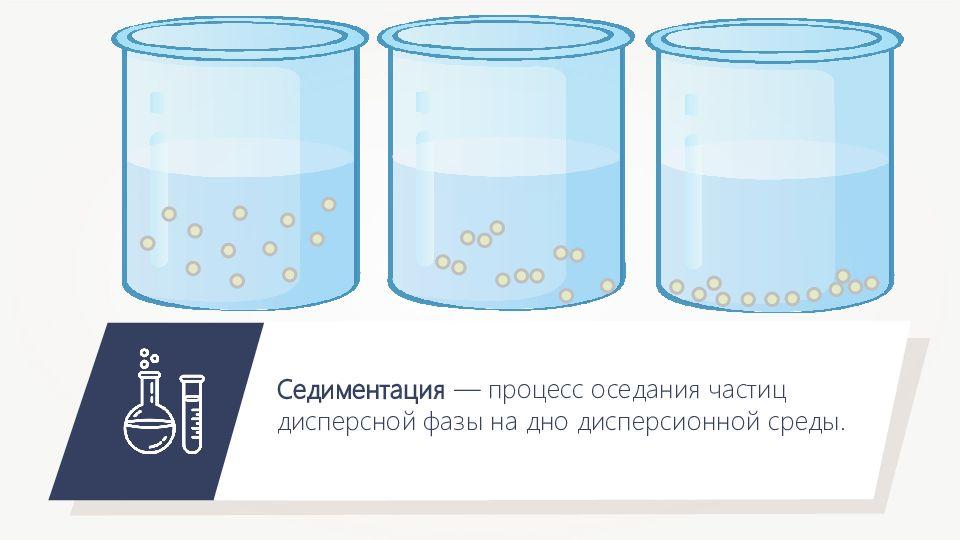 Седиментация — процесс оседания частиц
дисперсной фазы на дно дисперсионной среды.